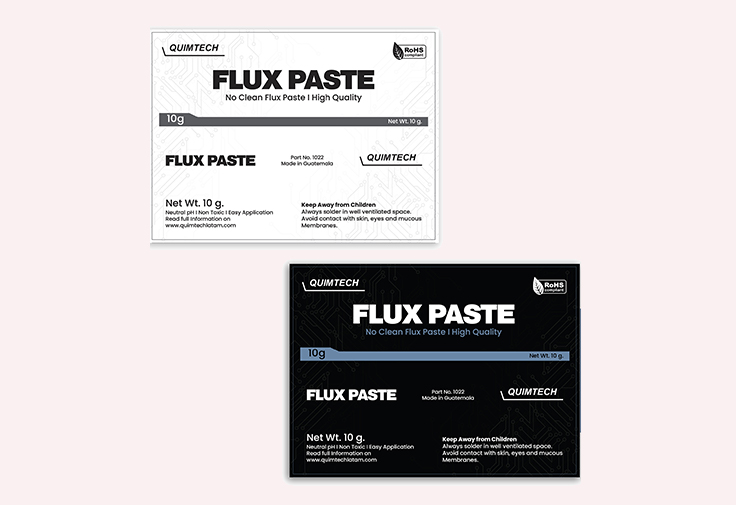 QUIMTECH
RoHS
compliant
FLUX PASTE
No Clean Flux Paste I High Quality
10g
Net Wt. 10 g.
FLUX PASTE
Part No. 1022
Made in Guatemala
QUIMTECH
Net Wt. 10 g.
Neutral pH I Non Toxic I Easy Application
Read full Information on
www.quimtechlatam.com
Keep Away from Children
Always solder in well ventilated space.
Avoid contact with skin, eyes and mucous
Membranes.
QUIMTECH
RoHS
compliant
FLUX PASTE
No Clean Flux Paste I High Quality
10g
Net Wt. 10 g.
FLUX PASTE
Part No. 1022
Made in Guatemala
QUIMTECH
Net Wt. 10 g.
Neutral pH I Non Toxic I Easy Application
Read full Information on
www.quimtechlatam.com
Keep Away from Children
Always solder in well ventilated space.
Avoid contact with skin, eyes and mucous
Membranes.